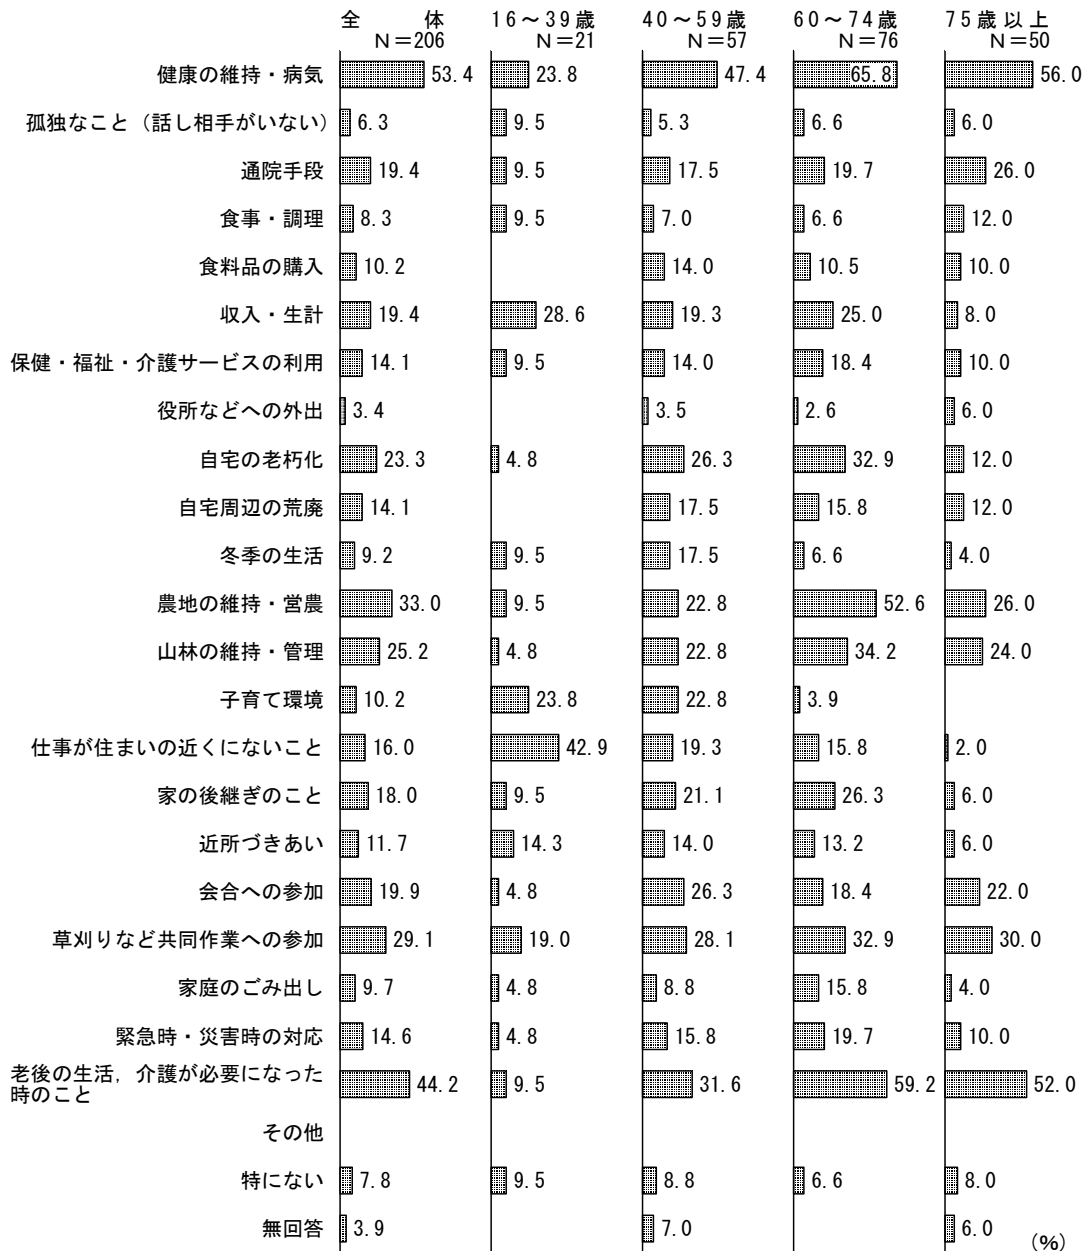 全　体 16～39歳 40～59歳 60～74歳 75歳以上
N＝206 N＝21 N＝57 N＝76 N＝50
健康の維持・病気 53.4 23.8 47.4 65.8 56.0
孤独なこと（話し相手がいない） 6.3 9.5 5.3 6.6 6.0
通院手段 19.4 9.5 17.5 19.7 26.0
食事・調理 8.3 9.5 7.0 6.6 12.0
食料品の購入 10.2 14.0 10.5 10.0
収入・生計 19.4 28.6 19.3 25.0 8.0
保健・福祉・介護サービスの利用 14.1 9.5 14.0 18.4 10.0
役所などへの外出 3.4 3.5 2.6 6.0
自宅の老朽化 23.3 4.8 26.3 32.9 12.0
自宅周辺の荒廃 14.1 17.5 15.8 12.0
冬季の生活 9.2 9.5 17.5 6.6 4.0
農地の維持・営農 33.0 9.5 22.8 52.6 26.0
山林の維持・管理 25.2 4.8 22.8 34.2 24.0
子育て環境 10.2 23.8 22.8 3.9
仕事が住まいの近くにないこと 16.0 42.9 19.3 15.8 2.0
家の後継ぎのこと 18.0 9.5 21.1 26.3 6.0
近所づきあい 11.7 14.3 14.0 13.2 6.0
会合への参加 19.9 4.8 26.3 18.4 22.0
草刈りなど共同作業への参加 29.1 19.0 28.1 32.9 30.0
家庭のごみ出し 9.7 4.8 8.8 15.8 4.0
緊急時・災害時の対応 14.6 4.8 15.8 19.7 10.0
老後の生活，介護が必要になった
時のこと 44.2 9.5 31.6 59.2 52.0
その他
特にない 7.8 9.5 8.8 6.6 8.0
無回答 3.9 7.0 6.0
（％）